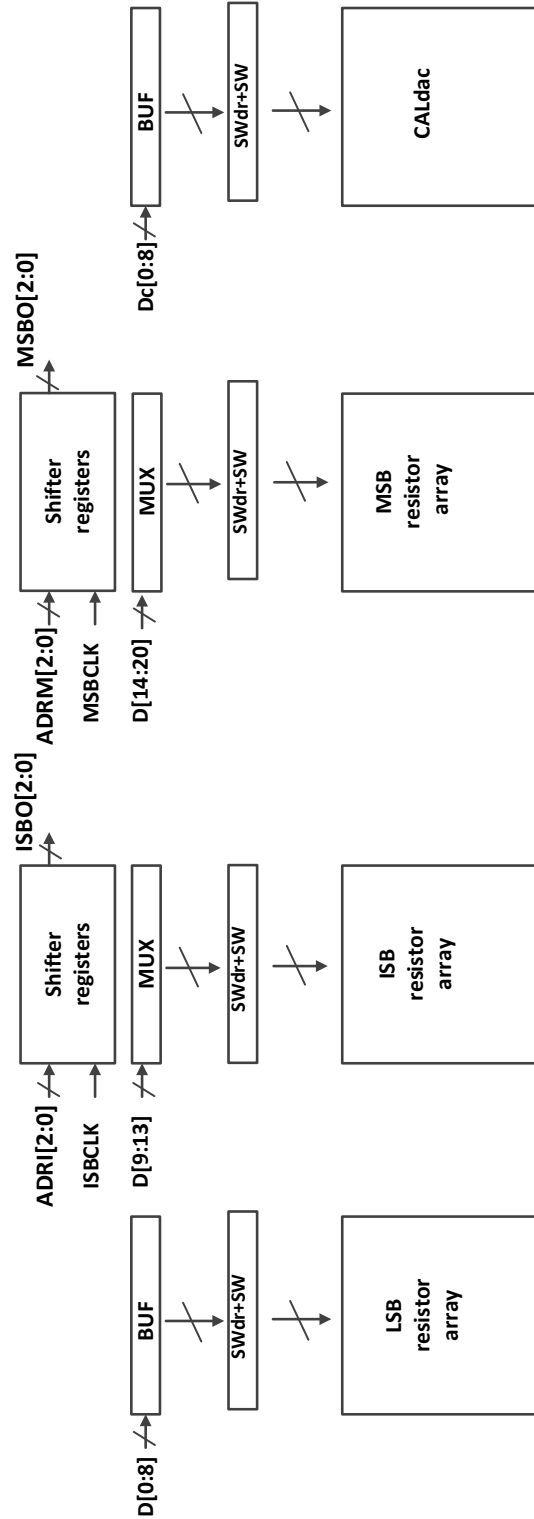 D[0:8]
BUF
SWdr+SW
LSB
resistor
array
ADRI[2:0]
ISBCLK
Shifter
registers
ISBO[2:0]
D[9:13]
MUX
SWdr+SW
ISB
resistor
array
ADRM[2:0]
MSBCLK
Shifter
registers
MSBO[2:0]
D[14:20]
MUX
SWdr+SW
MSB
resistor
array
Dc[0:8]
BUF
SWdr+SW
CALdac